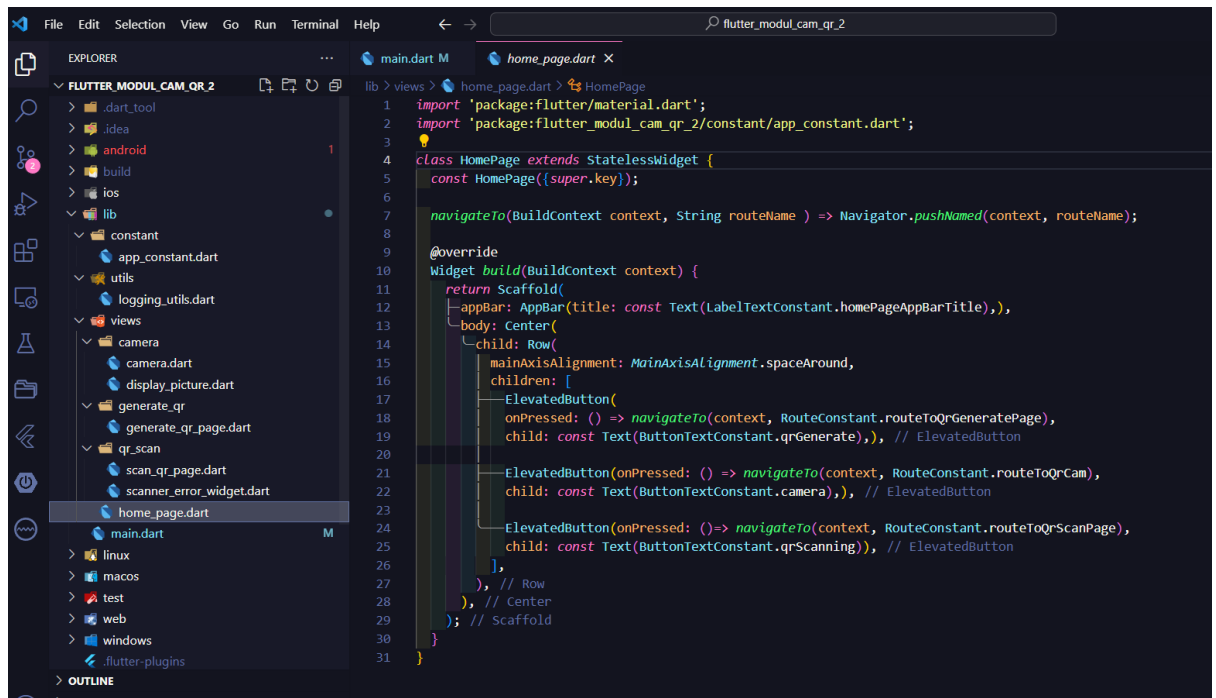 File Edit Selection View Go Run Terminal Help
flutter_modul_cam_qr_2
EXPLORER
FLUTTER_MODUL_CAM_QR_2
.dart_tool
.idea
android 1
build
ios
lib
constant
app_constant.dart
utils
logging_utils.dart
views
camera
camera.dart
display_picture.dart
generate_qr
generate_qr_page.dart
qr_scan
scan_qr_page.dart
scanner_error_widget.dart
home_page.dart
main.dart M
linux
macos
test
web
windows
.flutter-plugins
OUTLINE
2
main.dart M
home_page.dart
lib > views > home_page.dart > HomePage
1 import 'package:flutter/material.dart';
2 import 'package:flutter_modul_cam_qr_2/constant/app_constant.dart';
3
4 class HomePage extends StatelessWidget {
5 const HomePage({super.key});
6
7 navigateTo(BuildContext context, String routeName ) => Navigator.pushNamed(context, routeName);
8
9 @override
10 Widget build(BuildContext context) {
11 return Scaffold(
12 appBar: AppBar(title: const Text(LabelTextConstant.homePageAppBarTitle),),
13 body: Center(
14 child: Row(
15 mainAxisAlignment: MainAxisAlignment.spaceAround,
16 children: [
17 ElevatedButton(
18 onPressed: () => navigateTo(context, RouteConstant.routeToQrGeneratePage),
19 child: const Text(ButtonTextConstant.qrGenerate),), // ElevatedButton
20
21 ElevatedButton(onPressed: () => navigateTo(context, RouteConstant.routeToQrCam),
22 child: const Text(ButtonTextConstant.camera),), // ElevatedButton
23
24 ElevatedButton(onPressed: ()=> navigateTo(context, RouteConstant.routeToQrScanPage),
25 child: const Text(ButtonTextConstant.qrScanning)), // ElevatedButton
26 ],
27 ), // Row
28 ), // Center
29 ); // Scaffold
30 }
31 }